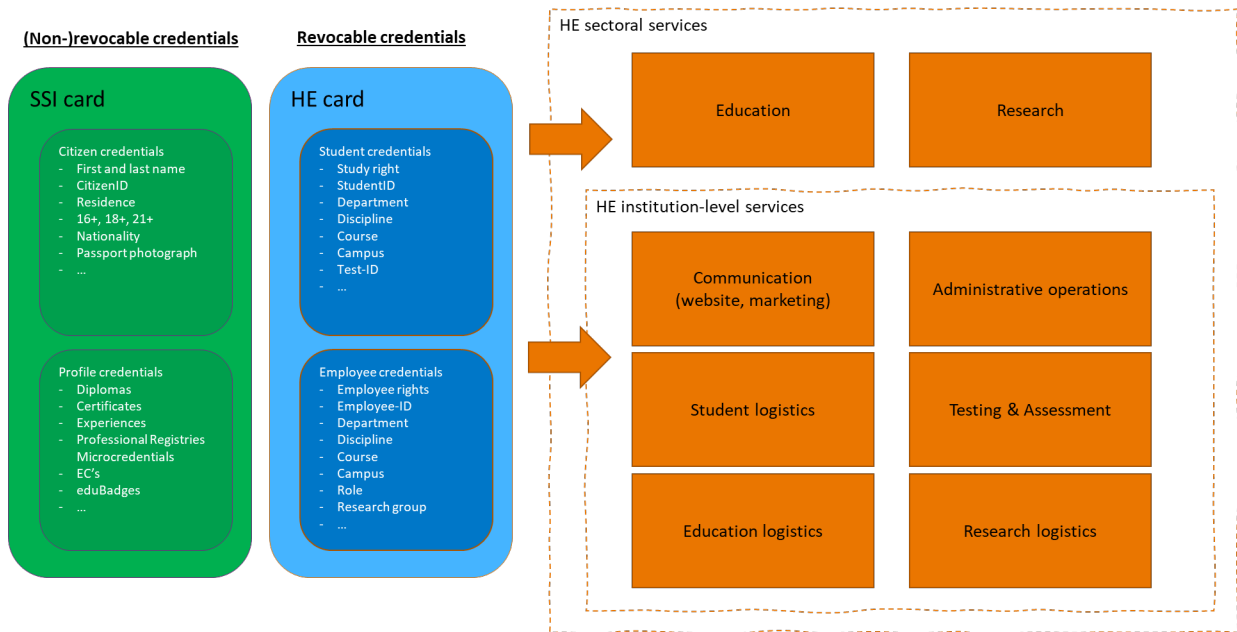 (Non-)revocable credentials
SSI card
Citizen credentials
- First and last name
- CitizenID
- Residence
- 16+, 18+, 21+
- Nationality
- Passport photograph
- …
Profile credentials
- Diplomas
- Certificates
- Experiences
- Professional Registries
Microcredentials
- EC's
- eduBadges
- …
Revocable credentials
HE card
Student credentials
- Study right
- StudentID
- Department
- Discipline
- Course
- Campus
- Test-ID
- …
Employee credentials
- Employee rights
- Employee-ID
- Department
- Discipline
- Course
- Campus
- Role
- Research group
- …
HE sectoral services
Education
Research
HE institution-level services
Communication
(website, marketing)
Administrative operations
Student logistics
Testing & Assessment
Education logistics
Research logistics